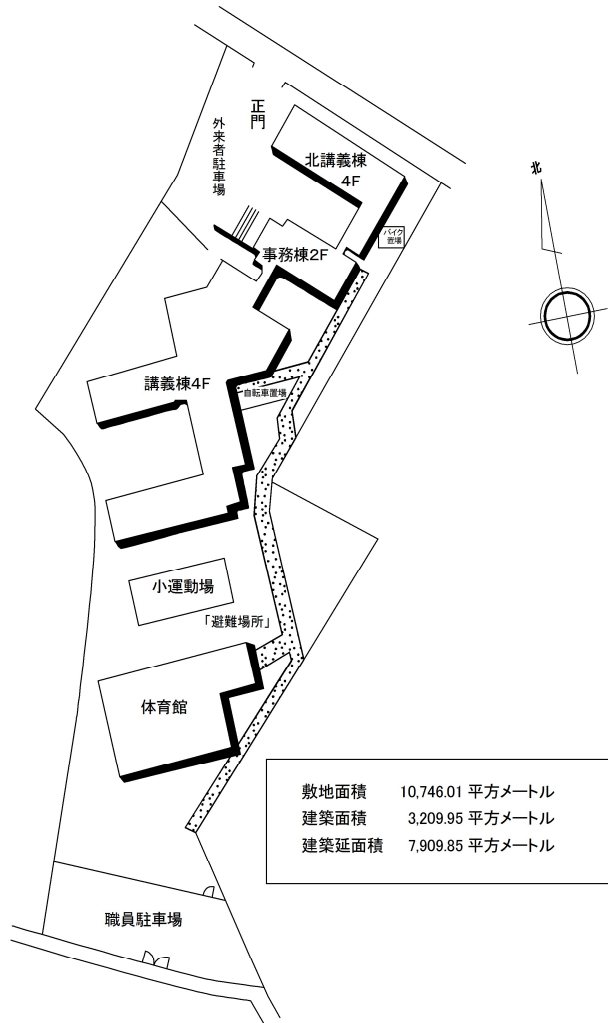 正門
外来者駐車場
北講義棟
4F
バイク
置場
北
事務棟2F
講義棟4F
自転車置場
小運動場
「避難場所」
体育館
敷地面積 10,746.01 平方メートル
建築面積 3,209.95 平方メートル
建築延面積 7,909.85 平方メートル
職員駐車場